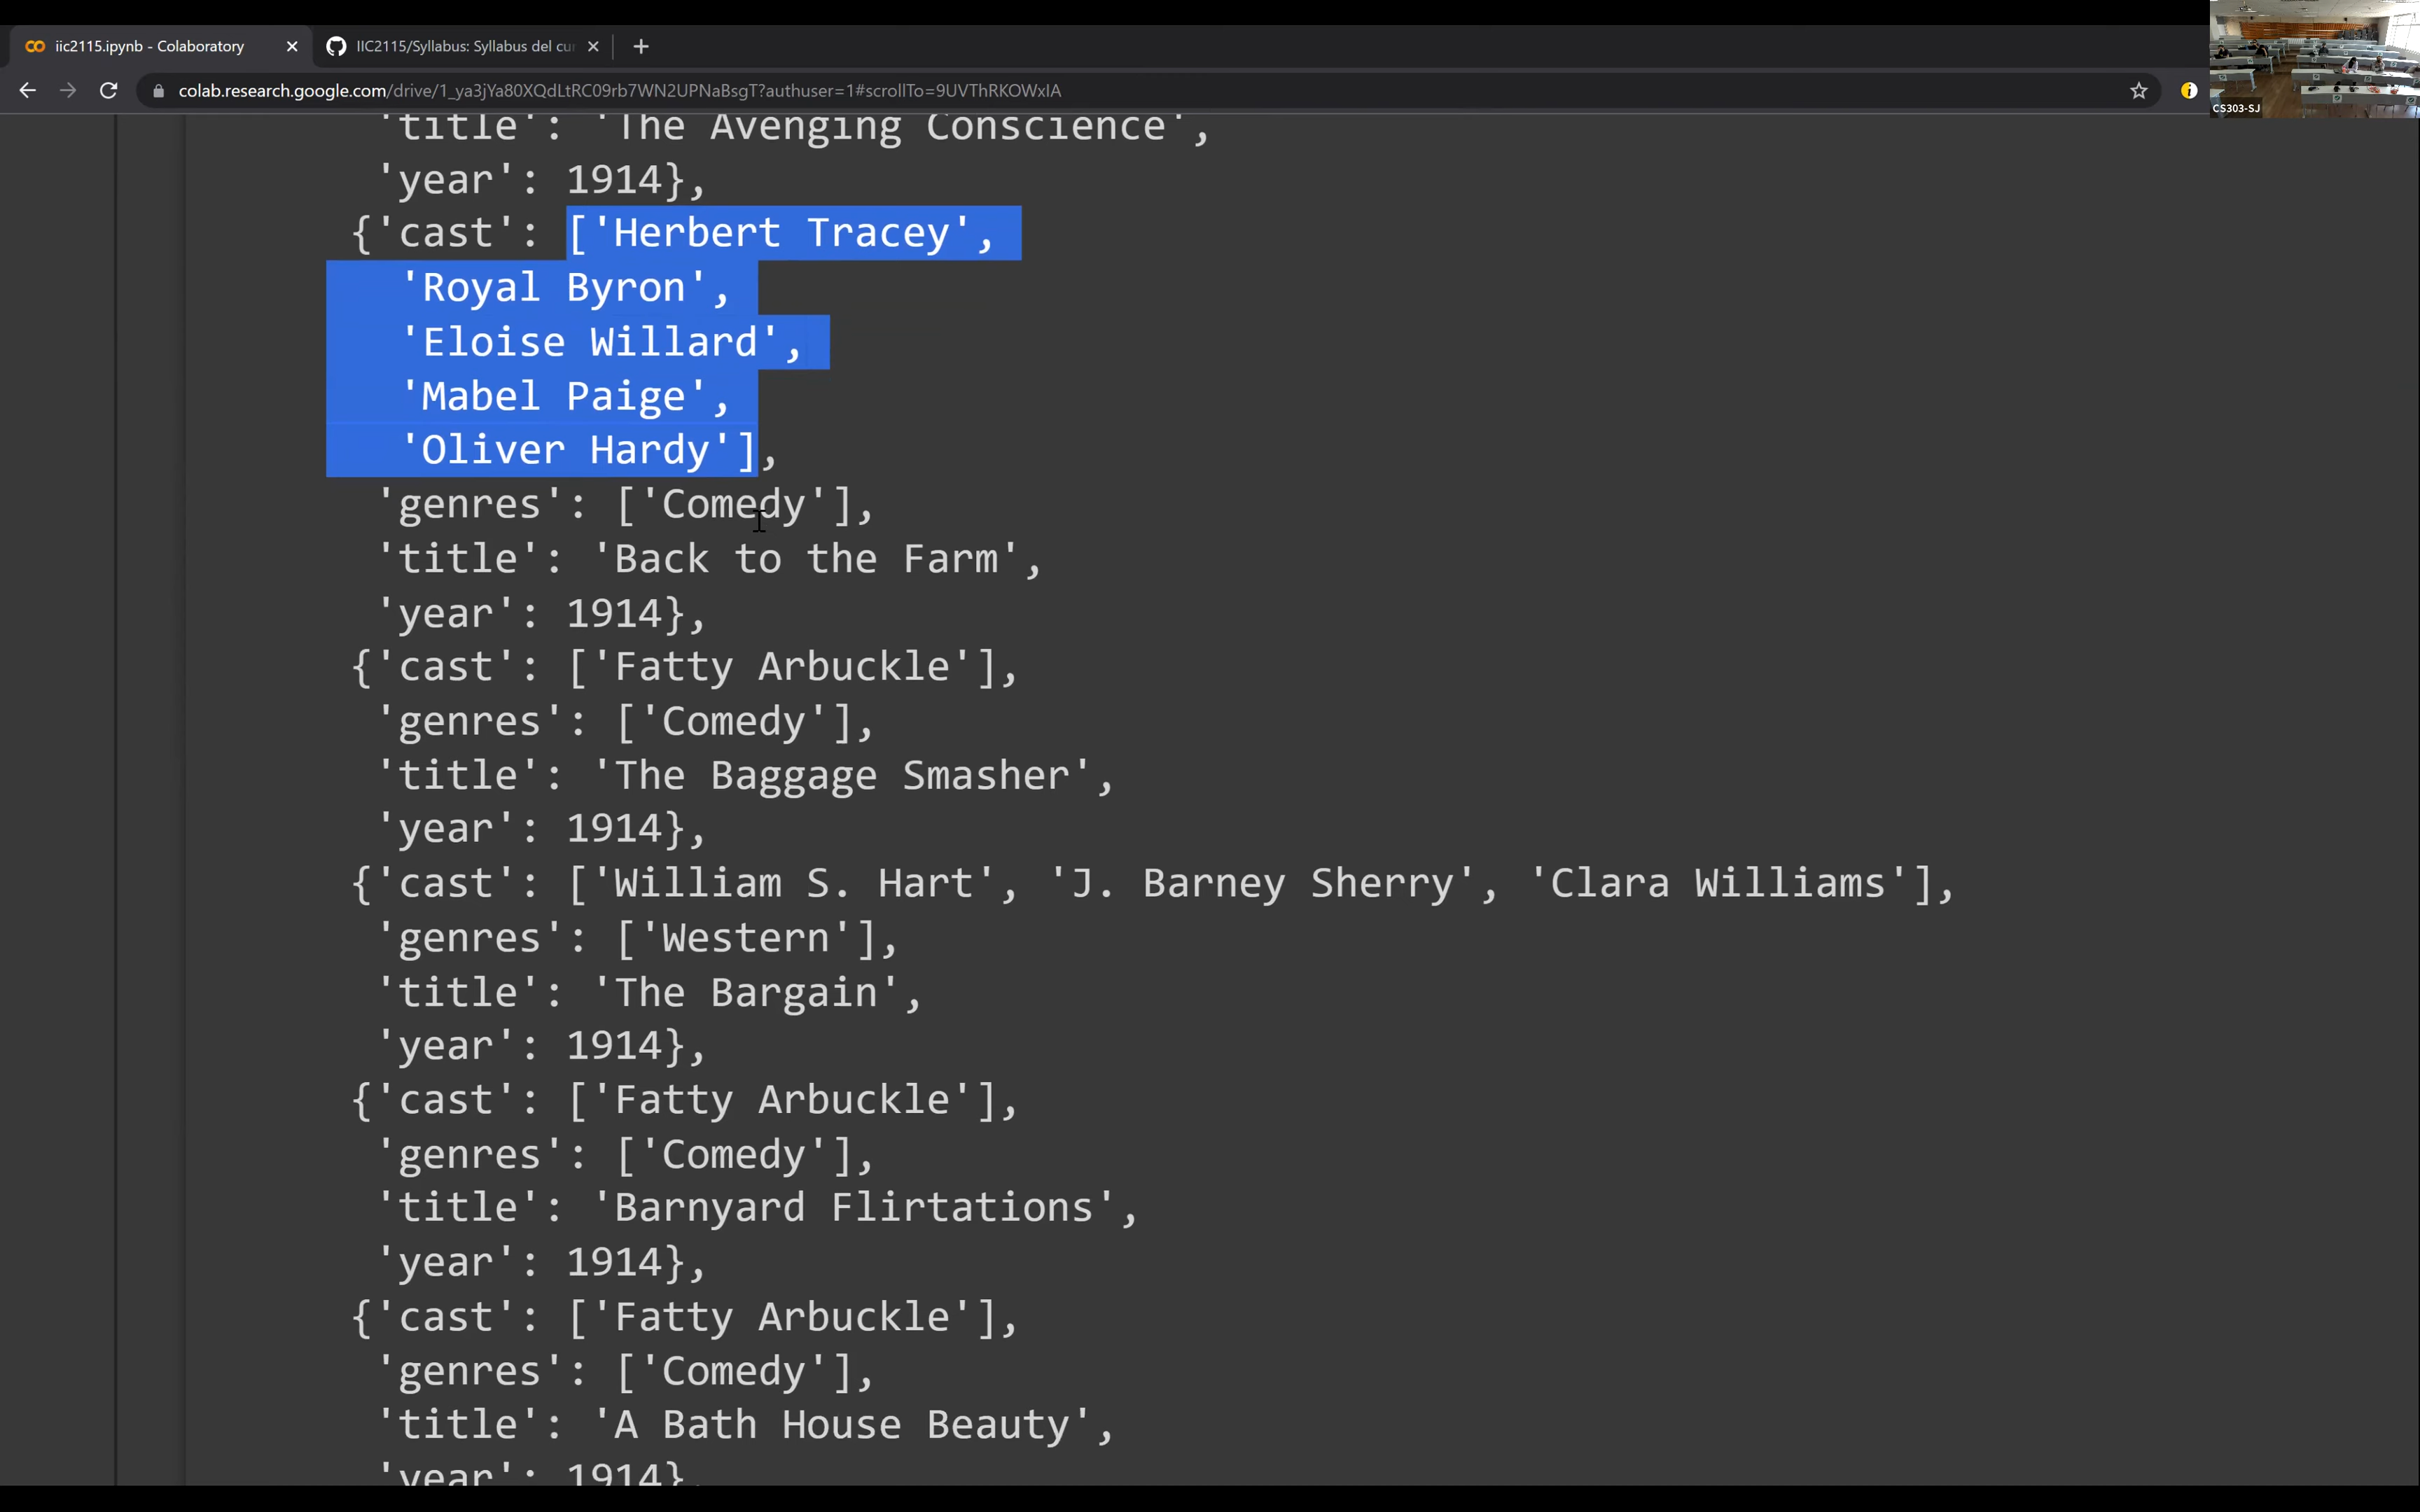 iic2115.ipynb - Colaboratory
IIC2115/Syllabus: Syllabus del cu
colab.research.google.com/drive/1_ya3jYa80XQdLtRC09rb7WN2UPNaBsgT?authuser=1#scrollTo=9UVThRKOWxIA
CS303-SJ
'title': 'The Avenging Conscience',
'year': 1914},
{'cast': ['Herbert Tracey',
'Royal Byron',
'Eloise Willard',
'Mabel Paige',
'Oliver Hardy'],
'genres': ['Comedy'],
'title': 'Back to the Farm',
'year': 1914},
{'cast': ['Fatty Arbuckle'],
'genres': ['Comedy'],
'title': 'The Baggage Smasher',
'year': 1914},
{'cast': ['William S. Hart', 'J. Barney Sherry', 'Clara Williams'],
'genres': ['Western'],
'title': 'The Bargain',
'year': 1914},
{'cast': ['Fatty Arbuckle'],
'genres': ['Comedy'],
'title': 'Barnyard Flirtations',
'year': 1914},
{'cast': ['Fatty Arbuckle'],
'genres': ['Comedy'],
'title': 'A Bath House Beauty',
'year': 1914},